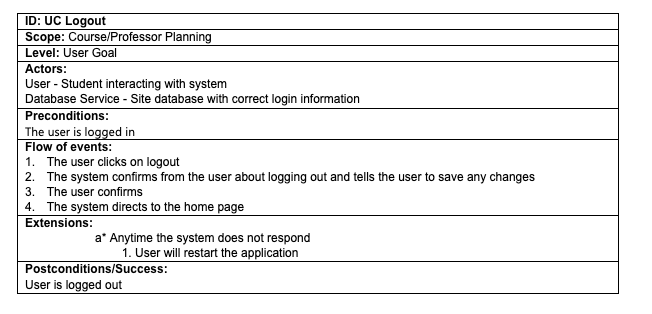 ID: UC Logout
Scope: Course/Professor Planning
Level: User Goal
Actors:
User - Student interacting with system
Database Service - Site database with correct login information
Preconditions:
The user is logged in
Flow of events:
1. The user clicks on logout
2. The system confirms from the user about logging out and tells the user to save any changes
3. The user confirms
4. The system directs to the home page
Extensions:
a* Anytime the system does not respond
1. User will restart the application
Postconditions/Success:
User is logged out